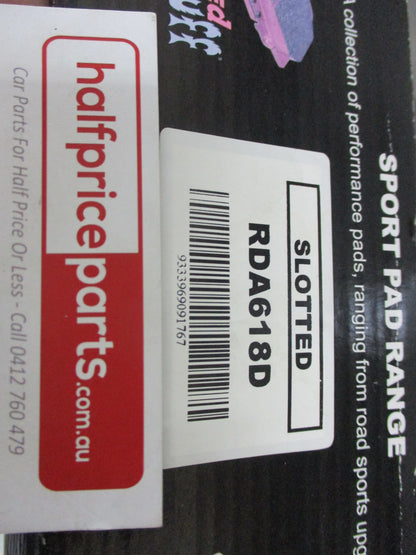 SPORT PAD RANGE
A collection of performance pads, ranging from road sports upg
SLOTTED
RDA618D
9333969091767
halfpriceparts.com.au
Car Parts For Half Price Or Less - Call 0412 760 479